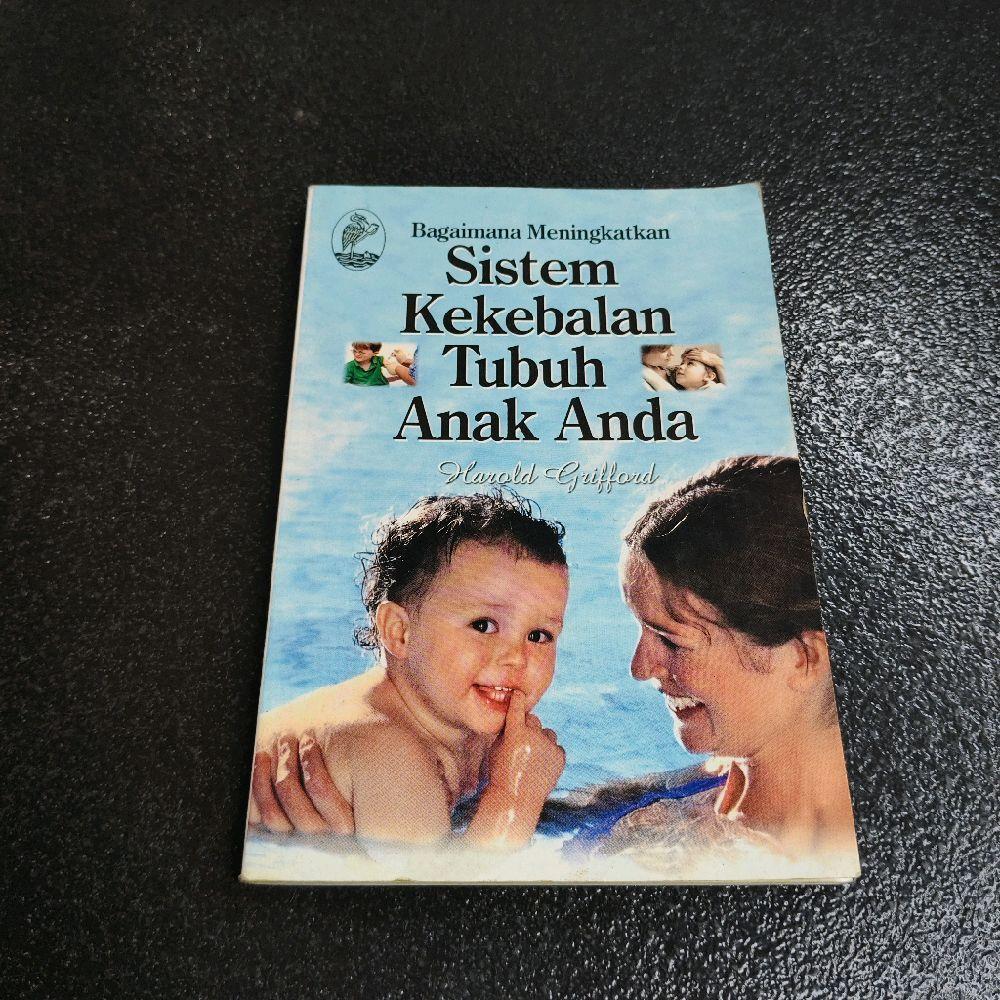 Bagaimana Meningkatkan
Sistem
Kekebalan
Tubuh
Anak Anda
Harold Grifford